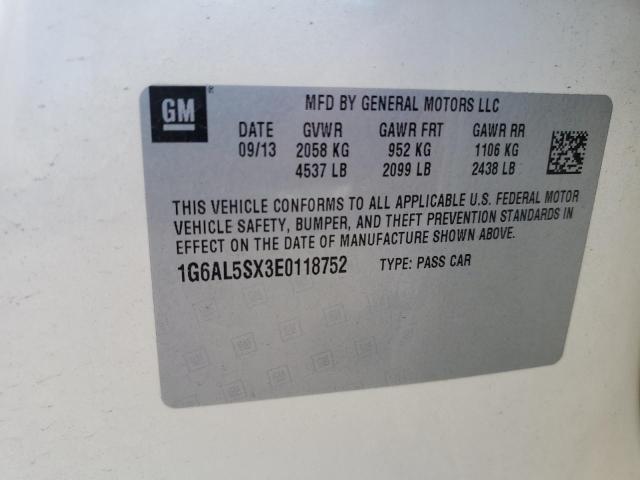 GM ®
MFD BY GENERAL MOTORS LLC
DATE GVWR GAWR FRT GAWR RR
09/13 2058 KG 952 KG 1106 KG
4537 LB 2099 LB 2438 LB
THIS VEHICLE CONFORMS TO ALL APPLICABLE U.S. FEDERAL MOTOR
VEHICLE SAFETY, BUMPER, AND THEFT PREVENTION STANDARDS IN
EFFECT ON THE DATE OF MANUFACTURE SHOWN ABOVE.
1G6AL5SX3E0118752 TYPE: PASS CAR